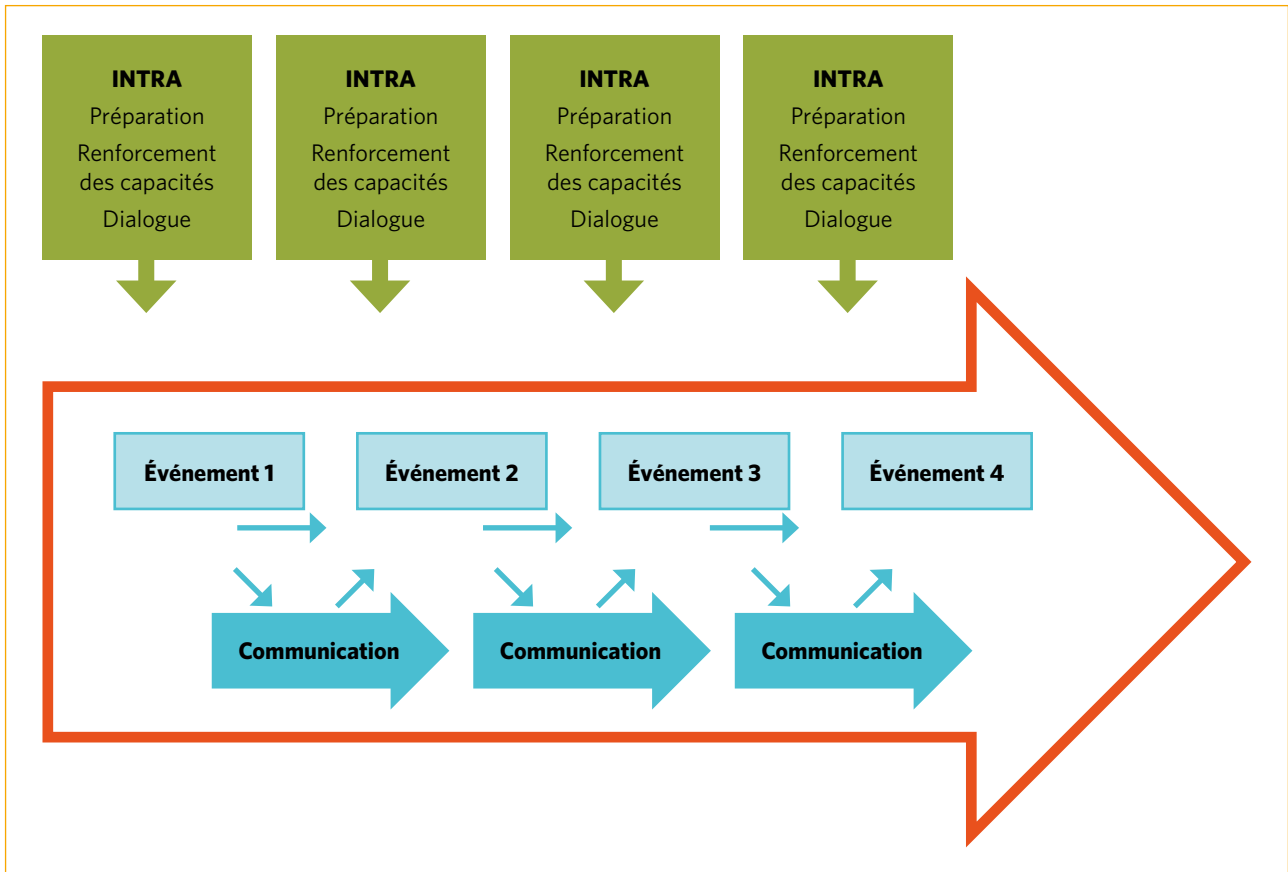 INTRA
Préparation
Renforcement
des capacités
Dialogue
INTRA
Préparation
Renforcement
des capacités
Dialogue
INTRA
Préparation
Renforcement
des capacités
Dialogue
INTRA
Préparation
Renforcement
des capacités
Dialogue
Événement 1
Événement 2
Événement 3
Événement 4
Communication
Communication
Communication